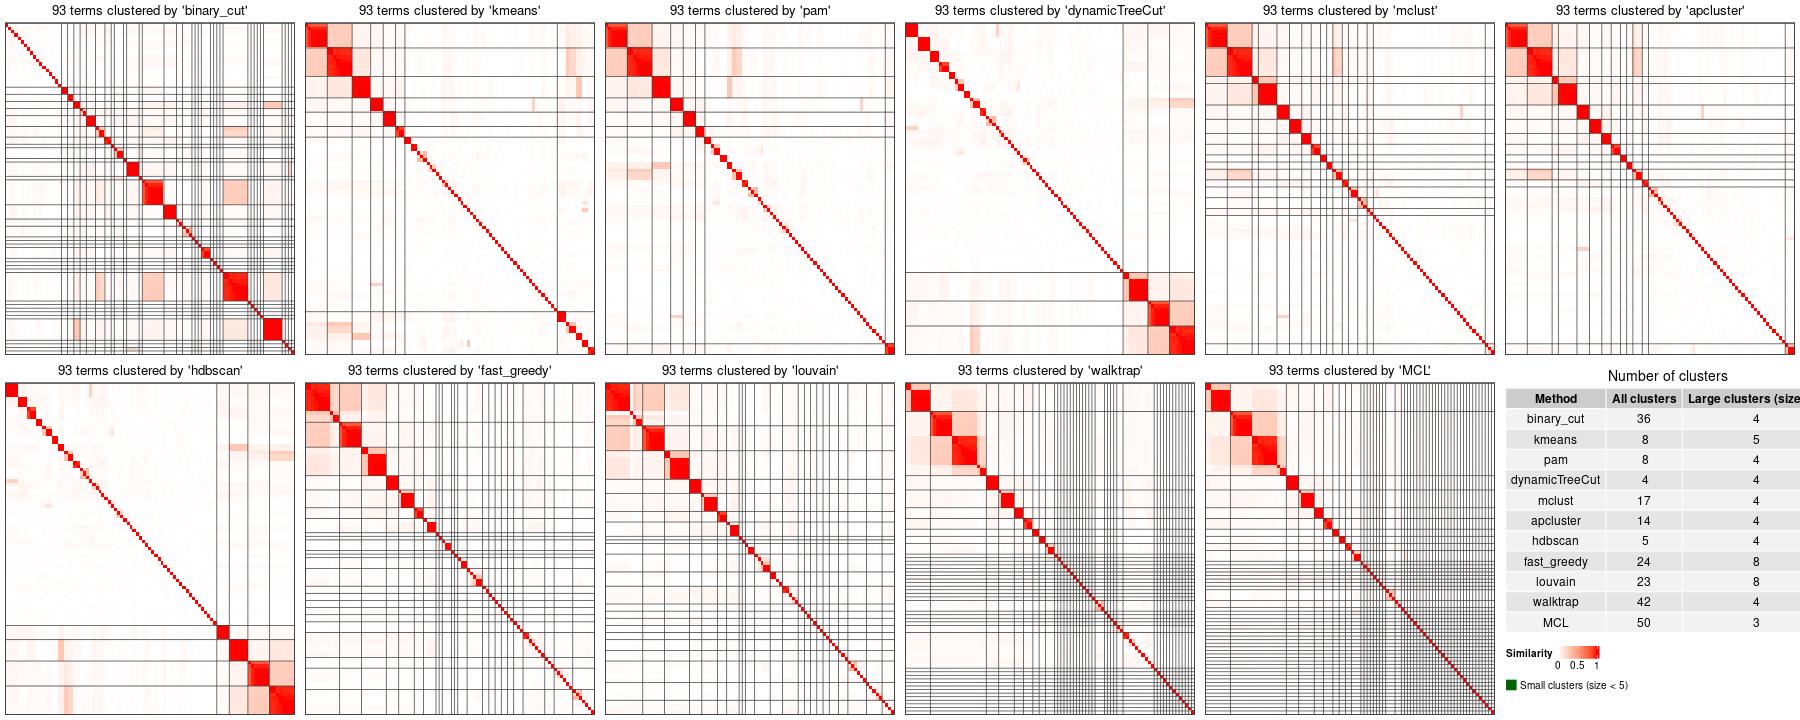 93 terms clustered by 'binary_cut'
93 terms clustered by 'kmeans'
93 terms clustered by 'pam'
93 terms clustered by 'dynamicTreeCut'
93 terms clustered by 'mclust'
93 terms clustered by 'apcluster'
93 terms clustered by 'hdbscan'
93 terms clustered by 'fast_greedy'
93 terms clustered by 'louvain'
93 terms clustered by 'walktrap'
93 terms clustered by 'MCL'
Number of clusters
Method All clusters Large clusters (size
binary_cut 36 4
kmeans 8 5
pam 8 4
dynamicTreeCut 4 4
mclust 17 4
apcluster 14 4
hdbscan 5 4
fast_greedy 24 8
louvain 23 8
walktrap 42 4
MCL 50 3
Similarity
0 0.5 1
Small clusters (size < 5)